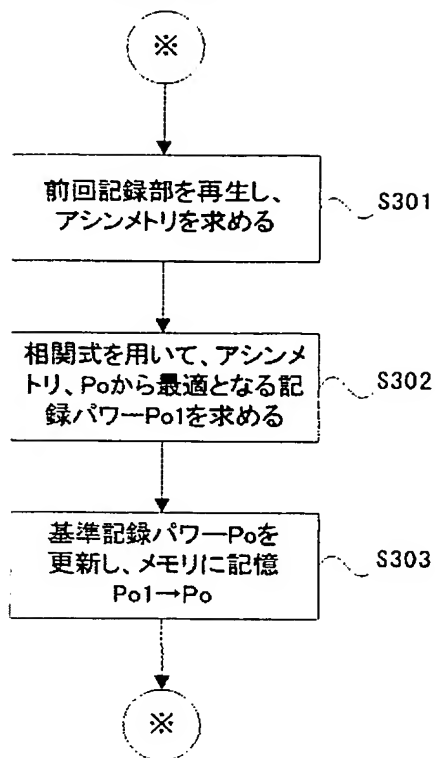 ※
前回記録部を再生し、
アシンメトリを求める
S301
相関式を用いて、アシンメ
トリ、Poから最適となる記
録パワーPo1を求める
S302
基準記録パワーPoを
更新し、メモリに記憶
Po1→Po
S303
※